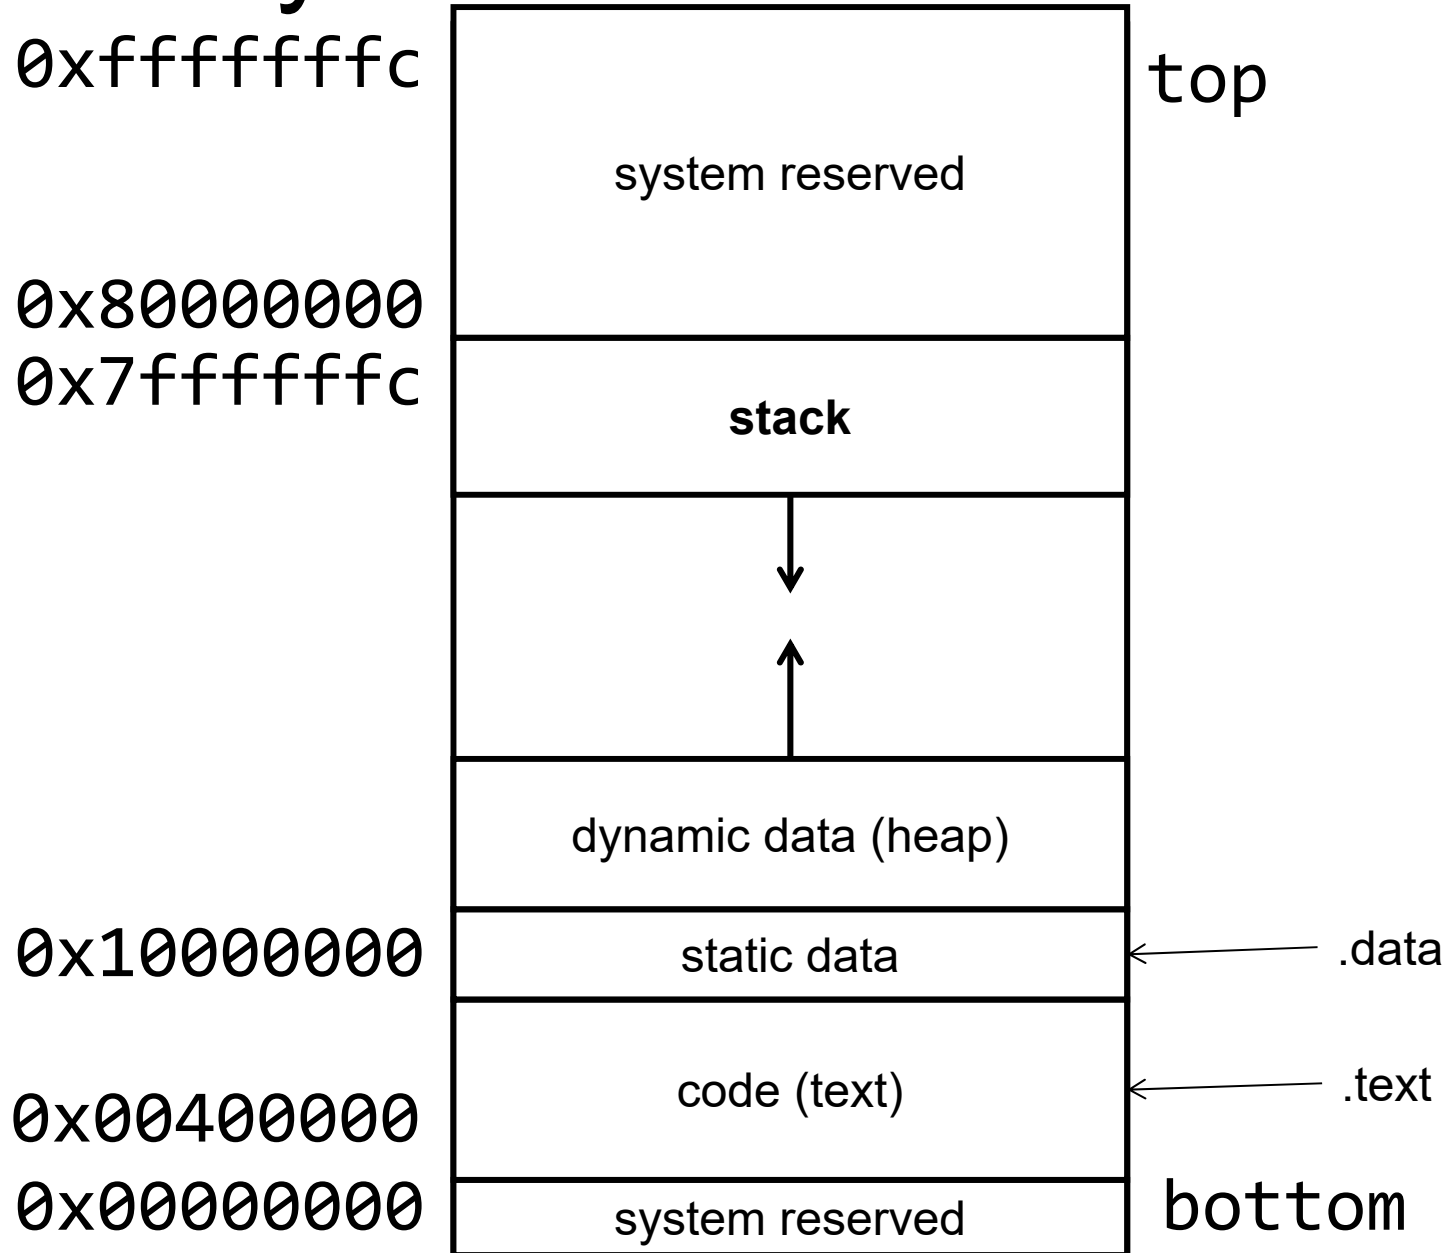 0xfffffffc
top
system reserved
0x80000000
0x7ffffffc
stack
dynamic data (heap)
0x10000000
static data
.data
code (text)
.text
0x00400000
0x00000000
system reserved
bottom